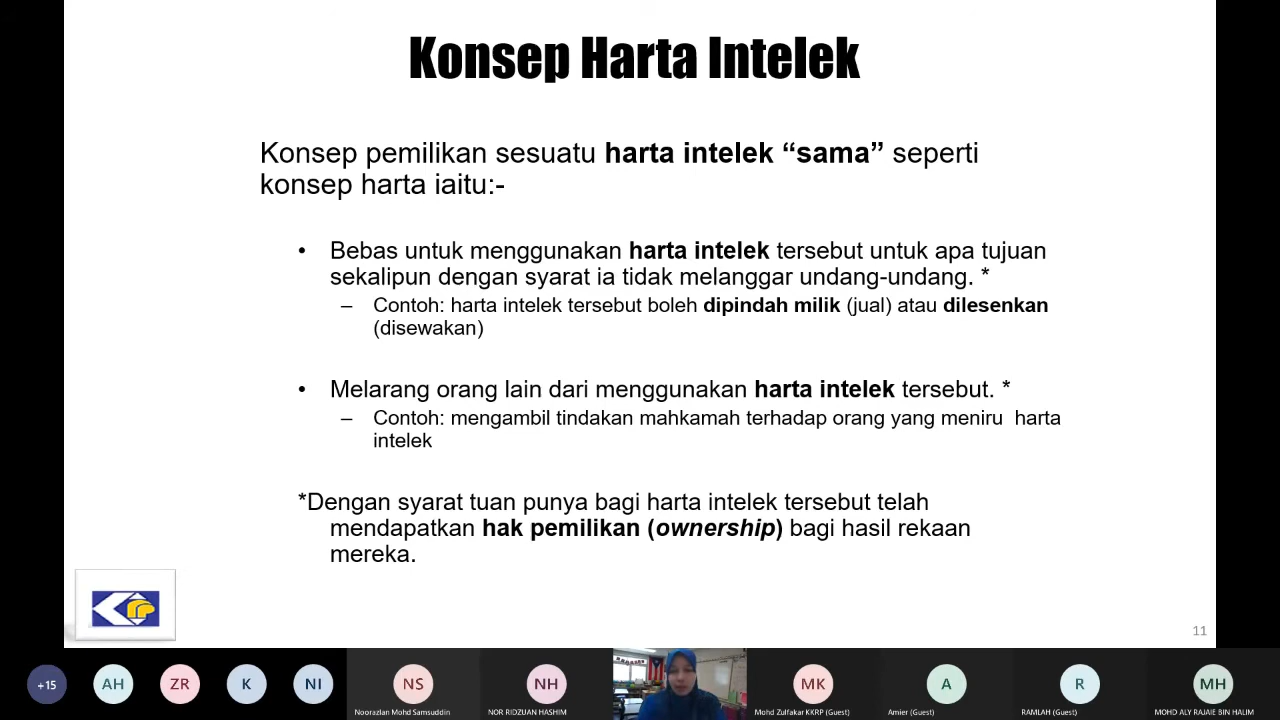 Konsep Harta Intelek
Konsep pemilikan sesuatu harta intelek “sama” seperti
konsep harta iaitu:-
• Bebas untuk menggunakan harta intelek tersebut untuk apa tujuan
sekalipun dengan syarat ia tidak melanggar undang-undang. *
– Contoh: harta intelek tersebut boleh dipindah milik (jual) atau dilesenkan
(disewakan)
• Melarang orang lain dari menggunakan harta intelek tersebut. *
– Contoh: mengambil tindakan mahkamah terhadap orang yang meniru harta
intelek
*Dengan syarat tuan punya bagi harta intelek tersebut telah
mendapatkan hak pemilikan (ownership) bagi hasil rekaan
mereka.
11
+15 AH ZR K NI NS NH MK A R MH
Noorazlan Mohd Samsuddin NOR RIDZUAN HASHIM Mohd Zulfakar KKRP (Guest) Amier (Guest) RAMLAH (Guest) MOHD ALY RAJAIE BIN HALIM